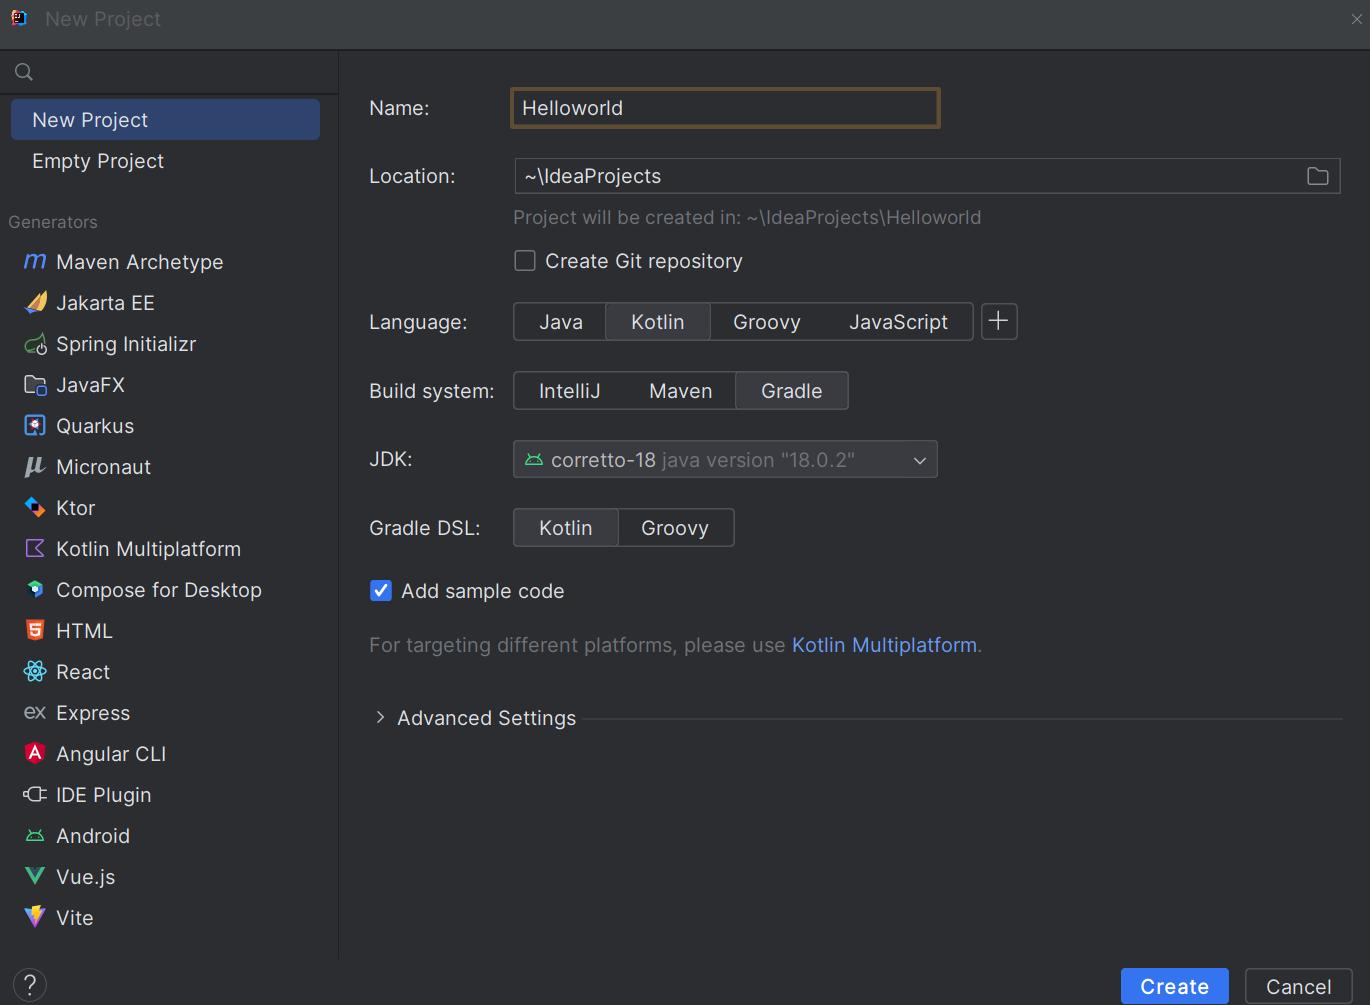 New Project
New Project
Empty Project
Generators
Maven Archetype
Jakarta EE
Spring Initializr
JavaFX
Quarkus
Micronaut
Ktor
Kotlin Multiplatform
Compose for Desktop
HTML
React
Express
Angular CLI
IDE Plugin
Android
Vue.js
Vite
Name: Helloworld
Location: ~\IdeaProjects
Project will be created in: ~\IdeaProjects\Helloworld
Create Git repository
Language: Java Kotlin Groovy JavaScript
Build system: IntelliJ Maven Gradle
JDK: corretto-18 java version "18.0.2"
Gradle DSL: Kotlin Groovy
Add sample code
For targeting different platforms, please use Kotlin Multiplatform.
Advanced Settings
? Create Cancel